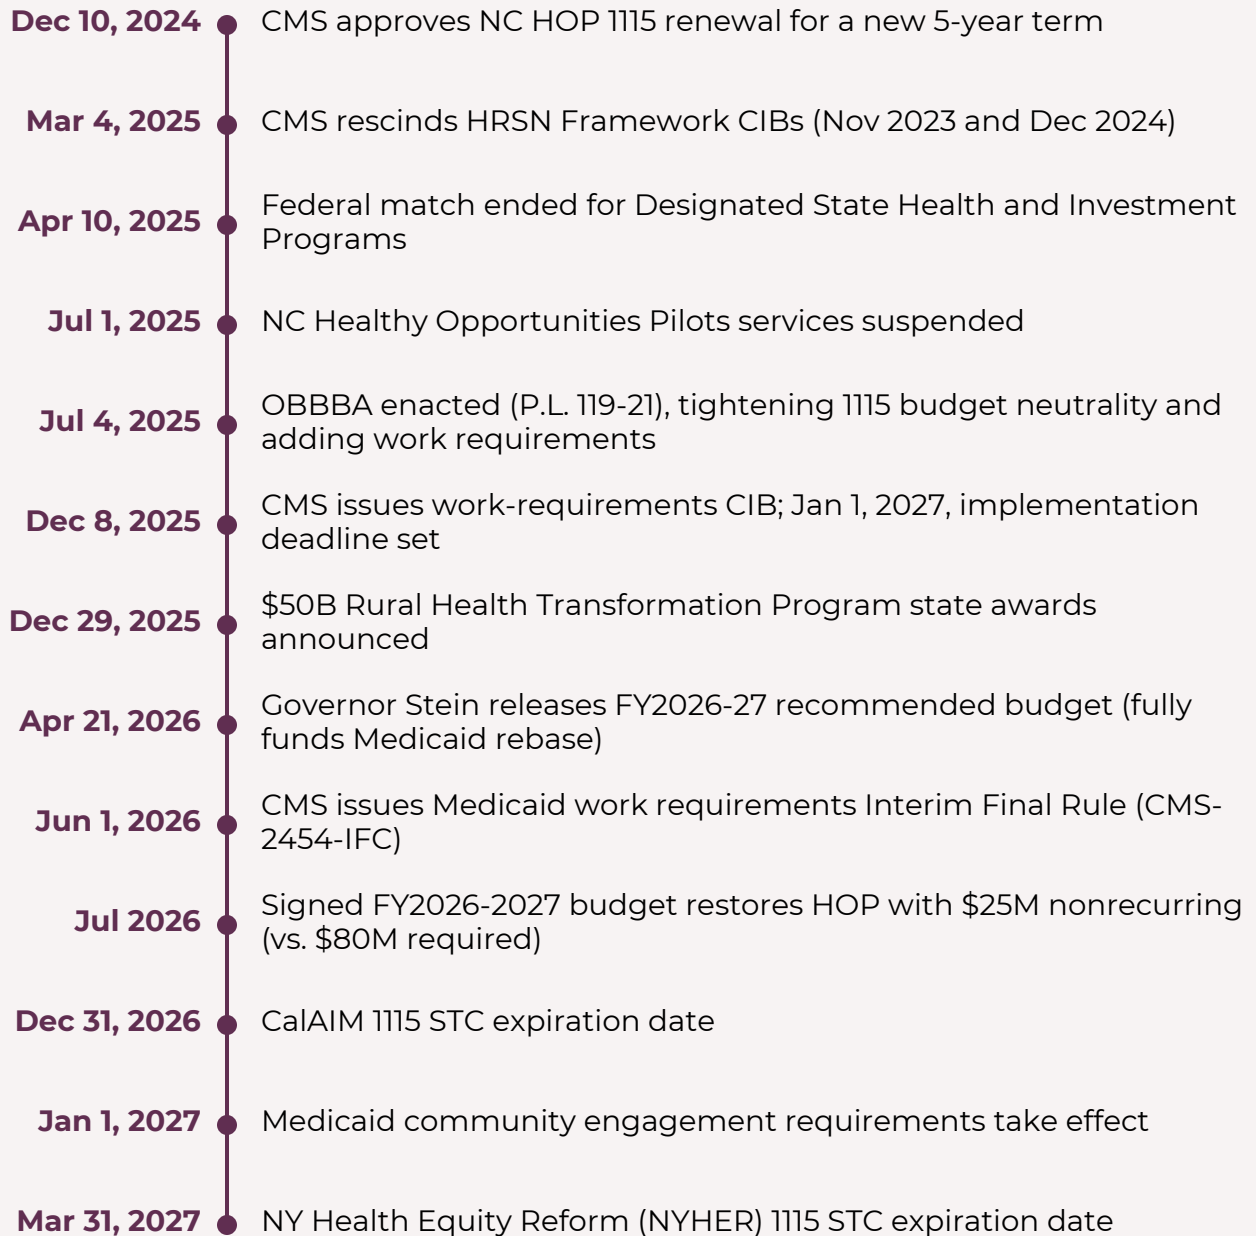 Dec 10, 2024
CMS approves NC HOP 1115 renewal for a new 5-year term
Mar 4, 2025
CMS rescinds HRSN Framework CIBs (Nov 2023 and Dec 2024)
Apr 10, 2025
Federal match ended for Designated State Health and Investment
Programs
Jul 1, 2025
NC Healthy Opportunities Pilots services suspended
Jul 4, 2025
OBBBA enacted (P.L. 119-21), tightening 1115 budget neutrality and
adding work requirements
Dec 8, 2025
CMS issues work-requirements CIB; Jan 1, 2027, implementation
deadline set
Dec 29, 2025
$50B Rural Health Transformation Program state awards
announced
Apr 21, 2026
Governor Stein releases FY2026-27 recommended budget (fully
funds Medicaid rebase)
Jun 1, 2026
CMS issues Medicaid work requirements Interim Final Rule (CMS-
2454-IFC)
Jul 2026
Signed FY2026-2027 budget restores HOP with $25M nonrecurring
(vs. $80M required)
Dec 31, 2026
CalAIM 1115 STC expiration date
Jan 1, 2027
Medicaid community engagement requirements take effect
Mar 31, 2027
NY Health Equity Reform (NYHER) 1115 STC expiration date